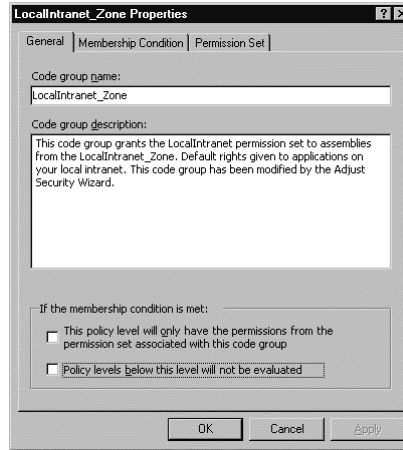 LocalIntranet_Zone Properties
General Membership Condition Permission Set
Code group name:
LocalIntranet_Zone
Code group description:
This code group grants the LocalIntranet permission set to assemblies
from the LocalIntranet_Zone. Default rights given to applications on
your local intranet. This code group has been modified by the Adjust
Security Wizard.
If the membership condition is met:
This policy level will only have the permissions from the
permission set associated with this code group
Policy levels below this level will not be evaluated
OK Cancel Apply